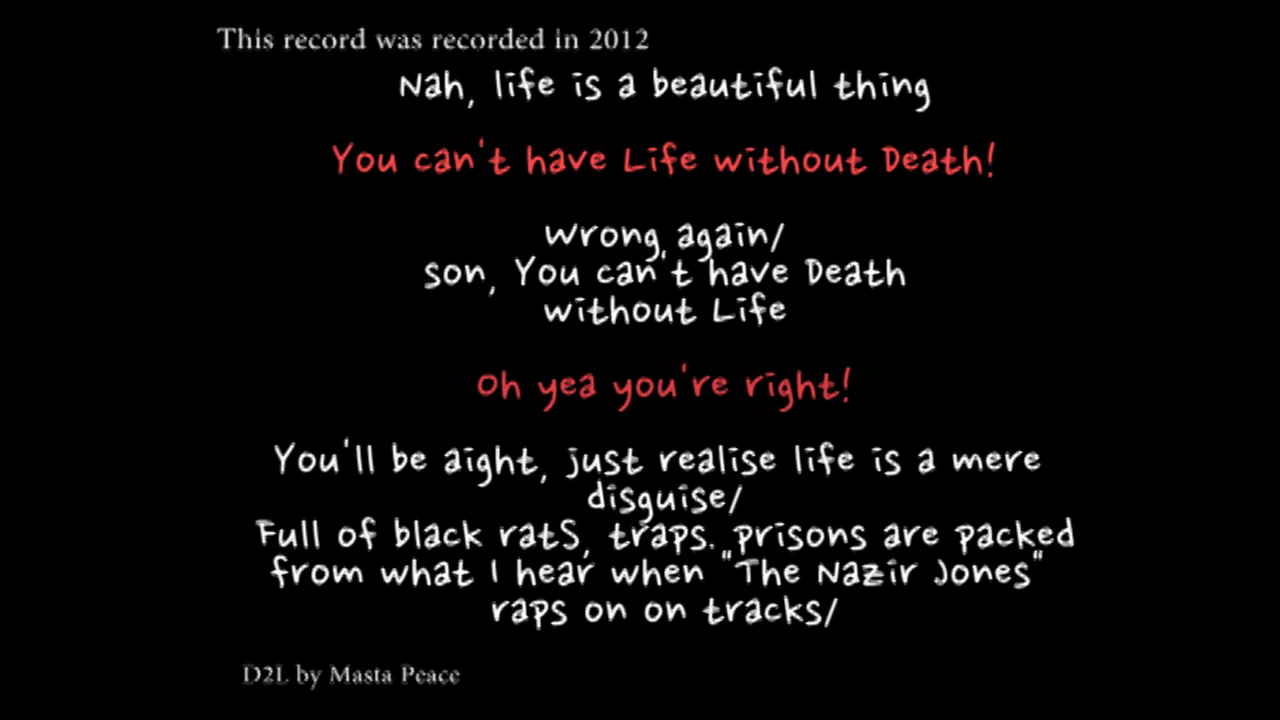 This record was recorded in 2012
Nah, life is a beautiful thing
You can't have Life without Death!
Wrong, again/
son, You can't have Death
without Life
Oh yea you're right!
You'll be aight, just realise life is a mere
disguise/
Full of black ratS, traps. prisons are packed
from what I hear when "The Nazir Jones"
raps on on tracks/
D2L by Masta Peace